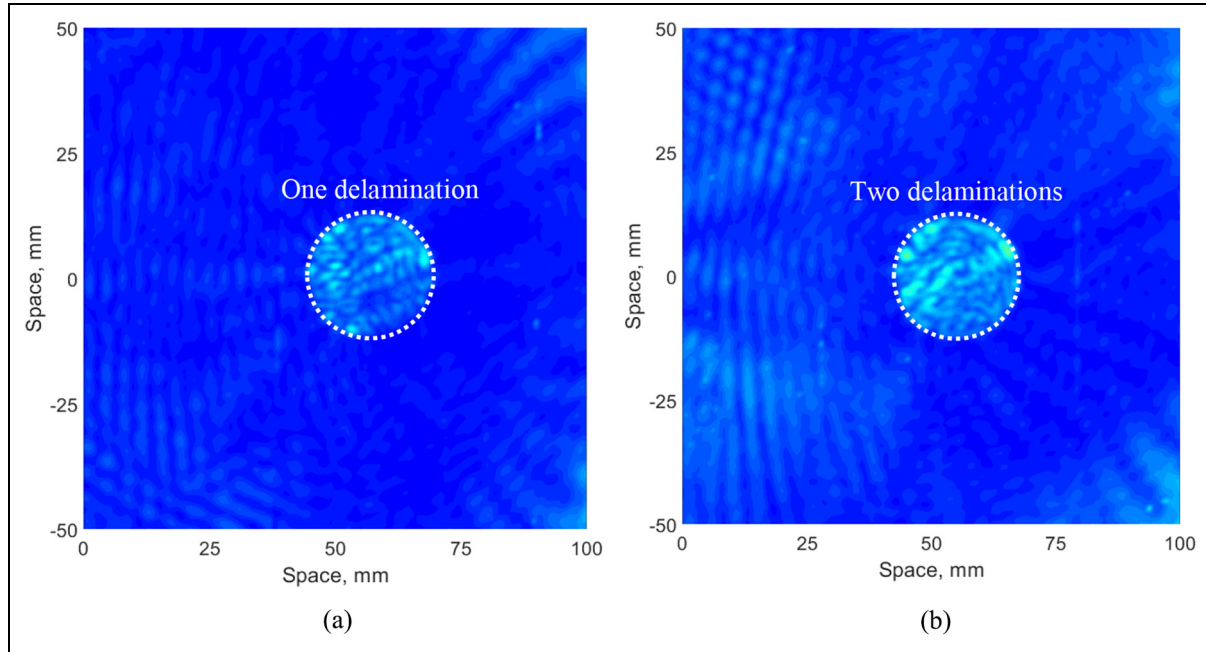 50
25
0
-25
-50
Space, mm
One delamination
0 25 50 75 100
Space, mm
(a)
50
25
0
-25
-50
Space, mm
Two delaminations
0 25 50 75 100
Space, mm
(b)